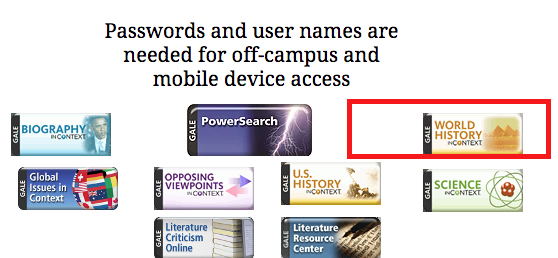 Passwords and user names are
needed for off-campus and
mobile device access
GALE
BIOGRAPHY
IN CONTEXT
GALE
PowerSearch
GALE
WORLD
HISTORY
IN CONTEXT
GALE
Global
Issues in
Context
GALE
OPPOSING
VIEWPOINTS
IN CONTEXT
GALE
U.S.
HISTORY
IN CONTEXT
GALE
SCIENCE
IN CONTEXT
GALE
Literature
Criticism
Online
GALE
Literature
Resource
Center